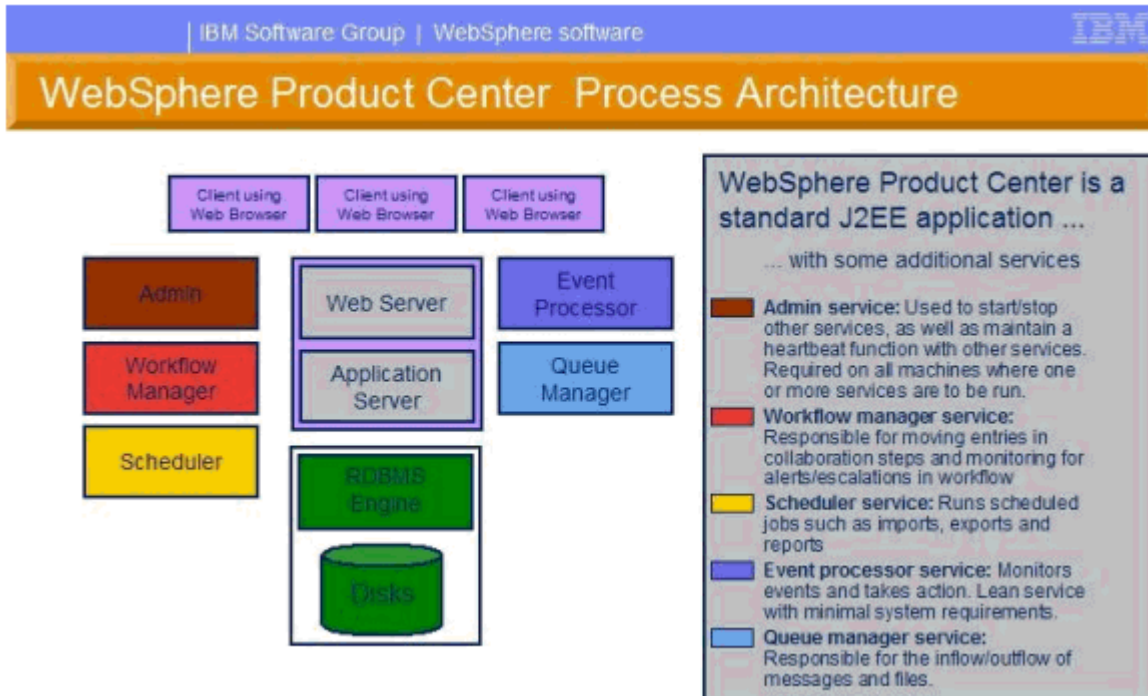 IBM Software Group | WebSphere software
IBM
WebSphere Product Center Process Architecture
Client using
Web Browser
Client using
Web Browser
Client using
Web Browser
Admin
Workflow
Manager
Scheduler
Web Server
Application
Server
RDBMS
Engine
Disks
Event
Processor
Queue
Manager
WebSphere Product Center is a
standard J2EE application ...
... with some additional services
Admin service: Used to start/stop
other services, as well as maintain a
heartbeat function with other services.
Required on all machines where one
or more services are to be run.
Workflow manager service:
Responsible for moving entries in
collaboration steps and monitoring for
alerts/escalations in workflow
Scheduler service: Runs scheduled
jobs such as imports, exports and
reports
Event processor service: Monitors
events and takes action. Lean service
with minimal system requirements.
Queue manager service:
Responsible for the inflow/outflow of
messages and files.